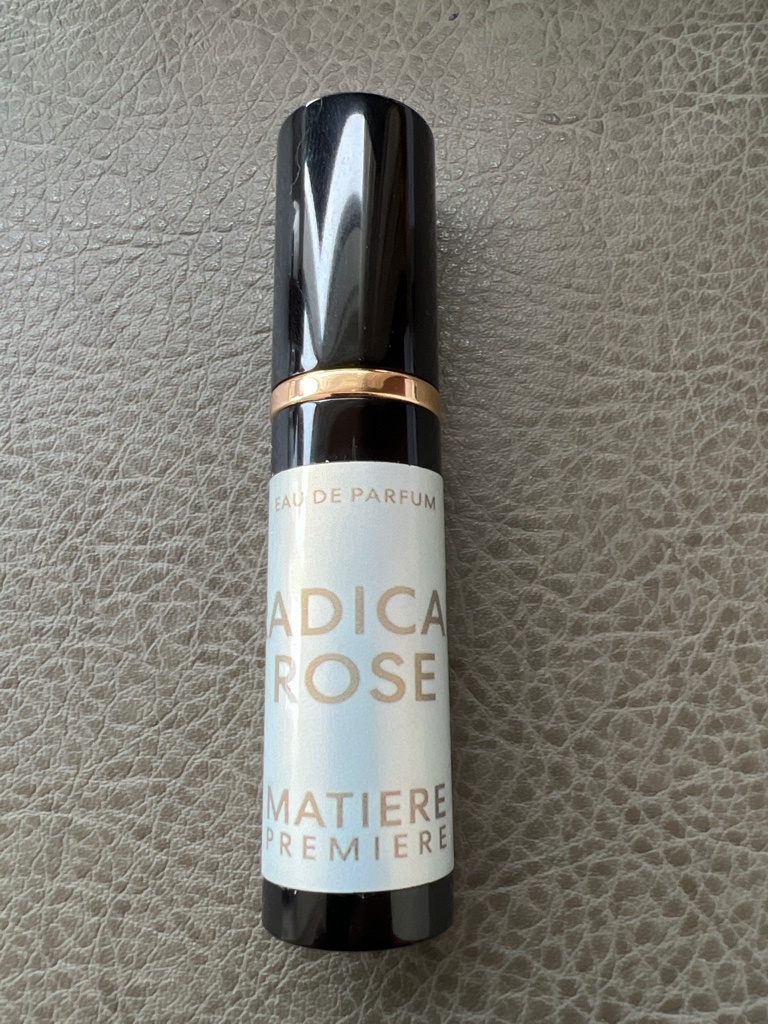 EAU DE PARFUM
ADICA
ROSE
MATIERE
PREMIERE